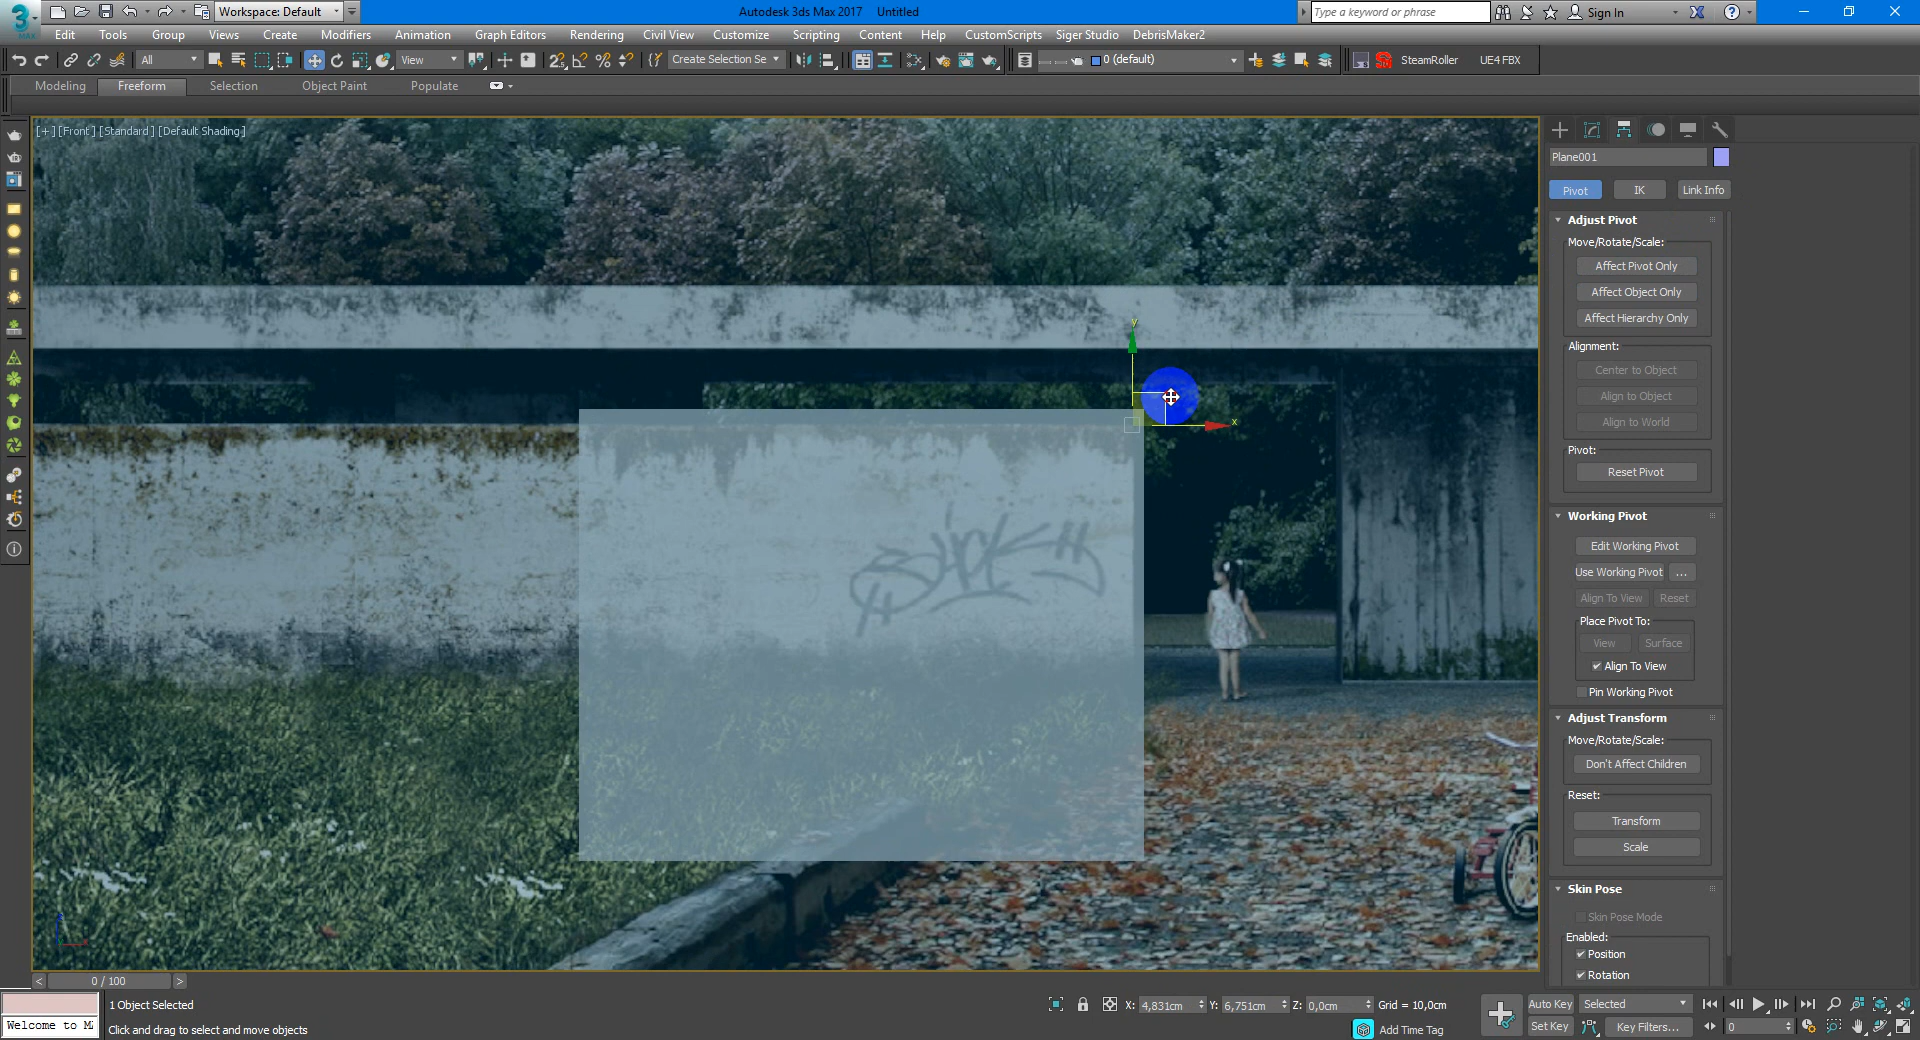 3 MAX
Workspace: Default
Autodesk 3ds Max 2017 Untitled
Type a keyword or phrase
Sign In
Edit Tools Group Views Create Modifiers Animation Graph Editors Rendering Civil View Customize Scripting Content Help CustomScripts Siger Studio DebrisMaker2
All
View
Create Selection Se
0 (default)
SteamRoller UE4 FBX
Modeling Freeform Selection Object Paint Populate
[+] [Front ] [Standard ] [Default Shading]
Plane001
Pivot IK Link Info
Adjust Pivot
Move/Rotate/Scale:
Affect Pivot Only
Affect Object Only
Affect Hierarchy Only
Alignment:
Center to Object
Align to Object
Align to World
Pivot:
Reset Pivot
Working Pivot
Edit Working Pivot
Use Working Pivot ...
Align To View Reset
Place Pivot To:
View Surface
Align To View
Pin Working Pivot
Adjust Transform
Move/Rotate/Scale:
Don't Affect Children
Reset:
Transform
Scale
Skin Pose
Skin Pose Mode
Enabled:
Position
Rotation
y
x
< 0 / 100 >
1 Object Selected
X: 4,831cm Y: 6,751cm Z: 0,0cm Grid = 10,0cm
Auto Key Selected
Welcome to M
Click and drag to select and move objects
Add Time Tag
Set Key Key Filters...
0